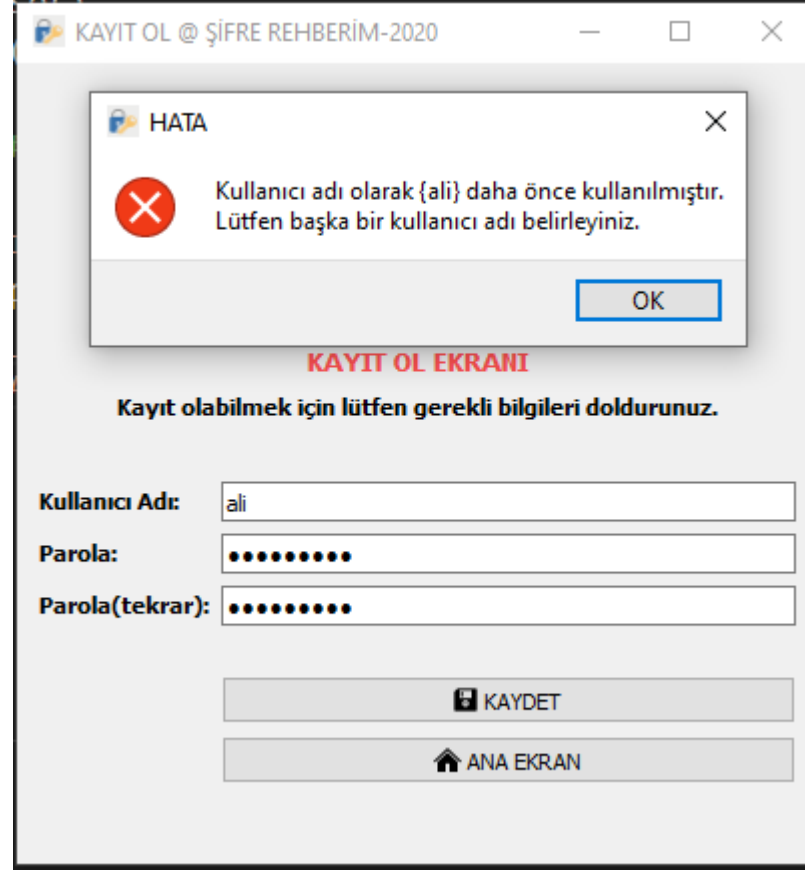 KAYIT OL @ ŞİFRE REHBERİM-2020
HATA
Kullanıcı adı olarak {ali} daha önce kullanılmıştır.
Lütfen başka bir kullanıcı adı belirleyiniz.
OK
KAYIT OL EKRANI
Kayıt olabilmek için lütfen gerekli bilgileri doldurunuz.
Kullanıcı Adı: ali
Parola: ●●●●●●●●●
Parola(tekrar): ●●●●●●●●●
KAYDET
ANA EKRAN